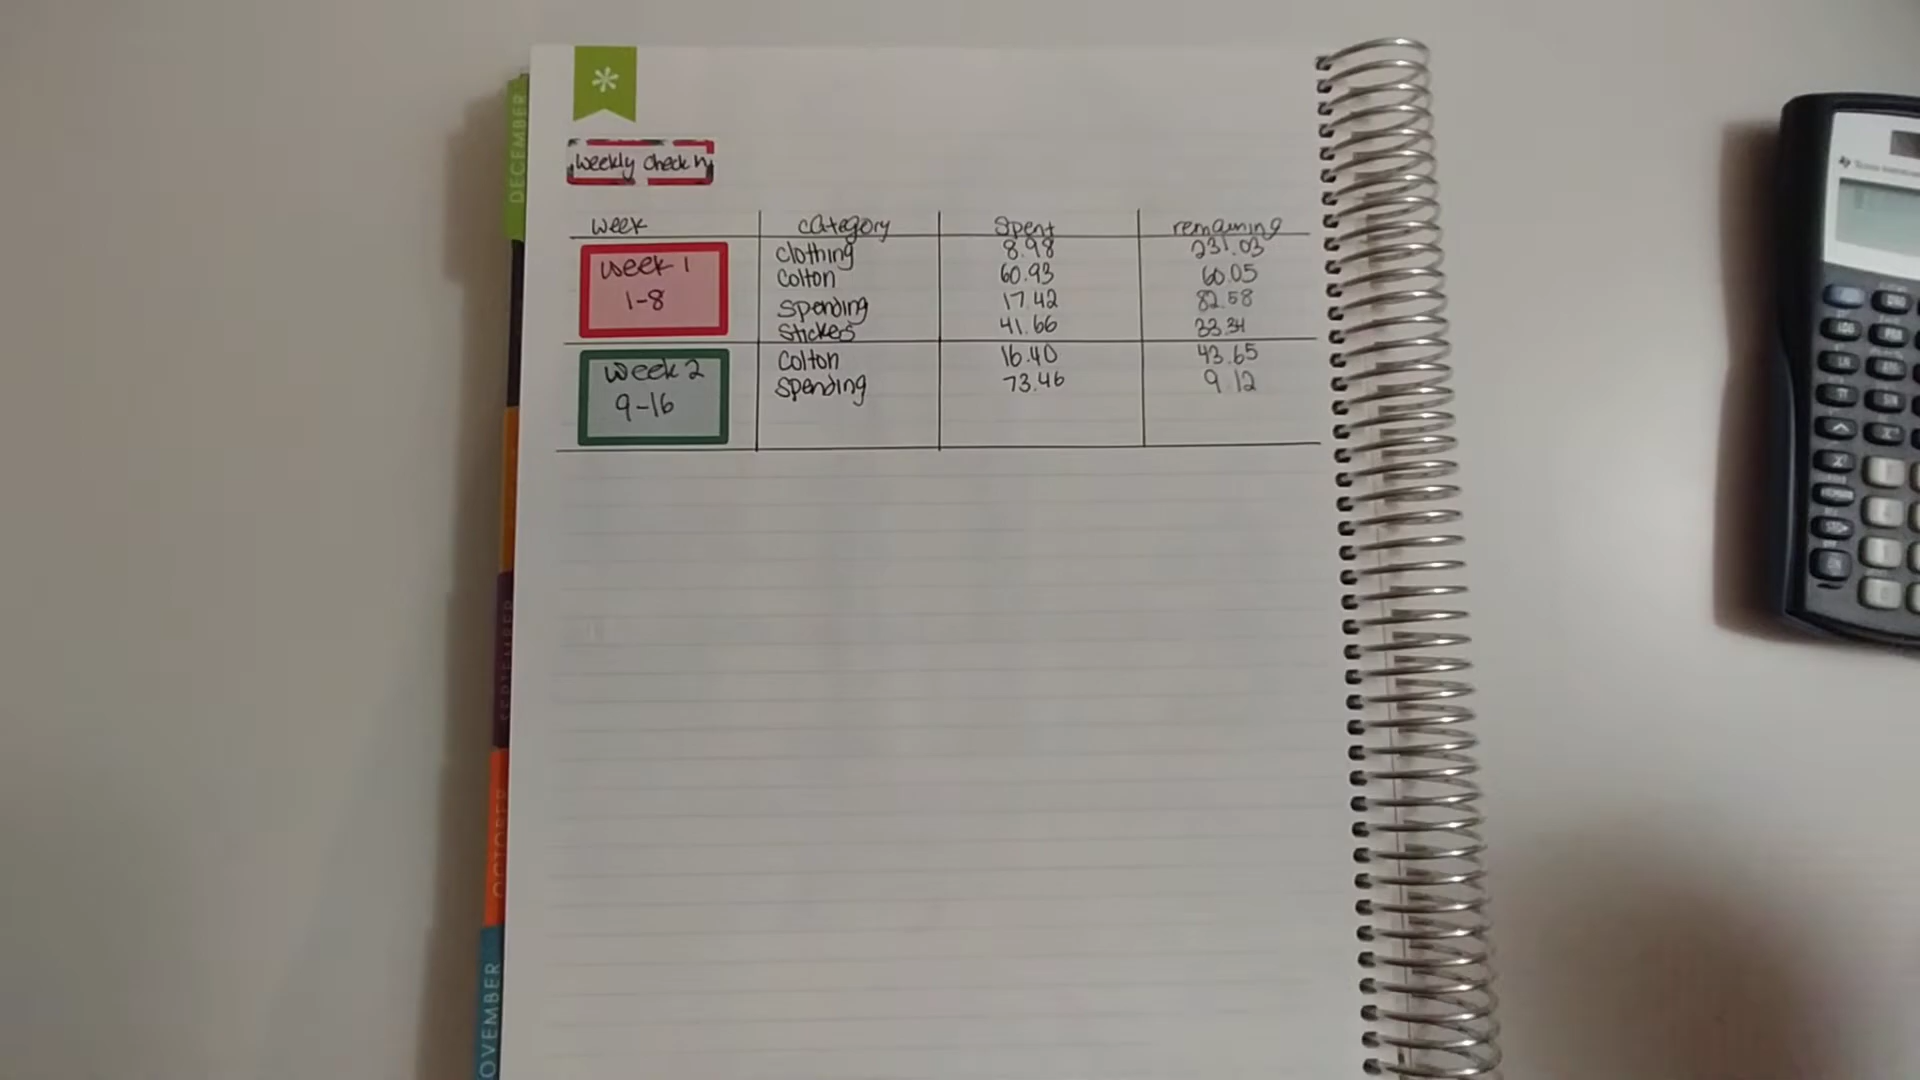 *
Weekly Check n
week category Spent remaining
week 1 clothing 8.98 231.03
1-8 Colton 60.93 60.05
Spending 17.42 82.58
Stickers 41.66 33.34
week 2 Colton 16.40 43.65
9-16 Spending 73.46 9.12
DECEMBER
SEPTEMBER
OCTOBER
OVEMBER